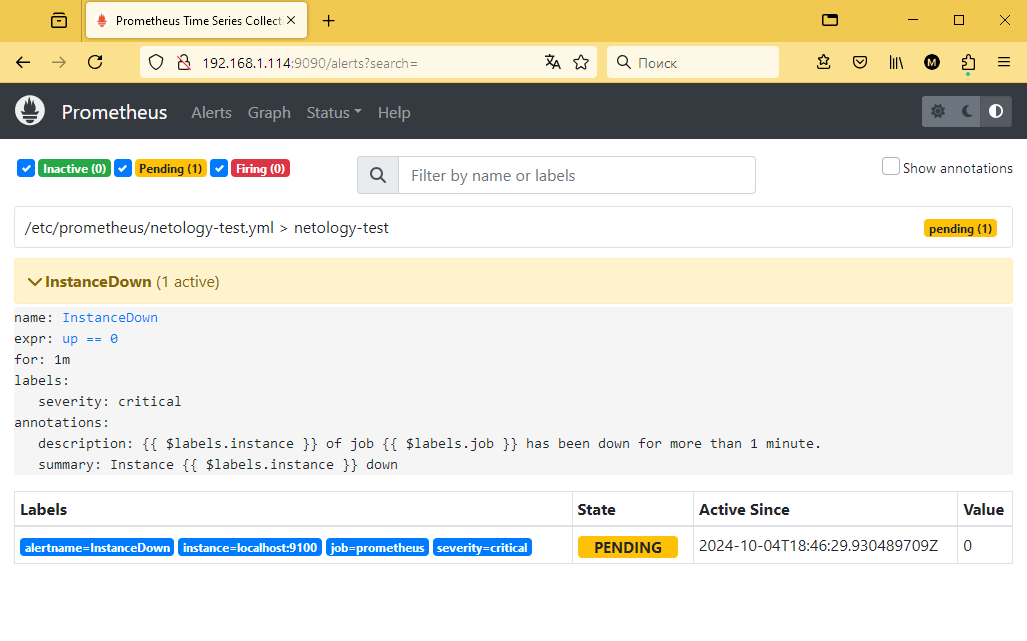 Prometheus Time Series Collect
192.168.1.114:9090/alerts?search=
Поиск
M
Prometheus Alerts Graph Status Help
Inactive (0) Pending (1) Firing (0)
Filter by name or labels
Show annotations
/etc/prometheus/netology-test.yml > netology-test
pending (1)
InstanceDown (1 active)
name: InstanceDown
expr: up == 0
for: 1m
labels:
severity: critical
annotations:
description: {{ $labels.instance }} of job {{ $labels.job }} has been down for more than 1 minute.
summary: Instance {{ $labels.instance }} down
Labels State Active Since Value
alertname=InstanceDown instance=localhost:9100 job=prometheus severity=critical PENDING 2024-10-04T18:46:29.930489709Z 0